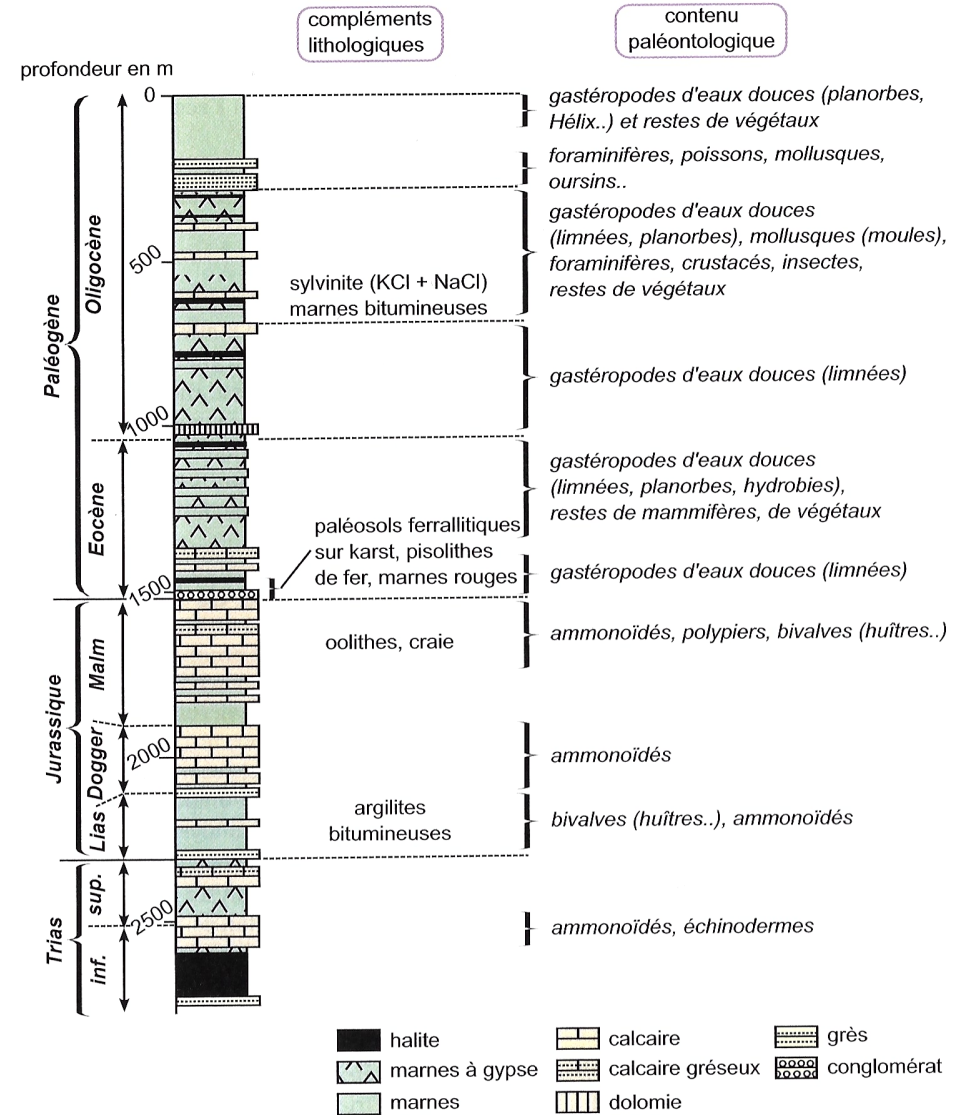 compléments
lithologiques
contenu
paléontologique
profondeur en m
0
500
1000
1500
2000
2500
Paléogène
Oligocène
Eocène
Jurassique
Malm
Dogger
Lias
Trias
sup.
inf.
sylvinite (KCl + NaCl)
marnes bitumineuses
paléosols ferrallitiques
sur karst, pisolithes
de fer, marnes rouges
oolithes, craie
argilites
bitumineuses
gastéropodes d'eaux douces (planorbes,
Hélix..) et restes de végétaux
foraminifères, poissons, mollusques,
oursins..
gastéropodes d'eaux douces
(limnées, planorbes), mollusques (moules),
foraminifères, crustacés, insectes,
restes de végétaux
gastéropodes d'eaux douces (limnées)
gastéropodes d'eaux douces
(limnées, planorbes, hydrobies),
restes de mammifères, de végétaux
gastéropodes d'eaux douces (limnées)
ammonoïdés, polypiers, bivalves (huîtres..)
ammonoïdés
bivalves (huîtres..), ammonoïdés
ammonoïdés, échinodermes
halite
marnes à gypse
marnes
calcaire
calcaire gréseux
dolomie
grès
conglomérat